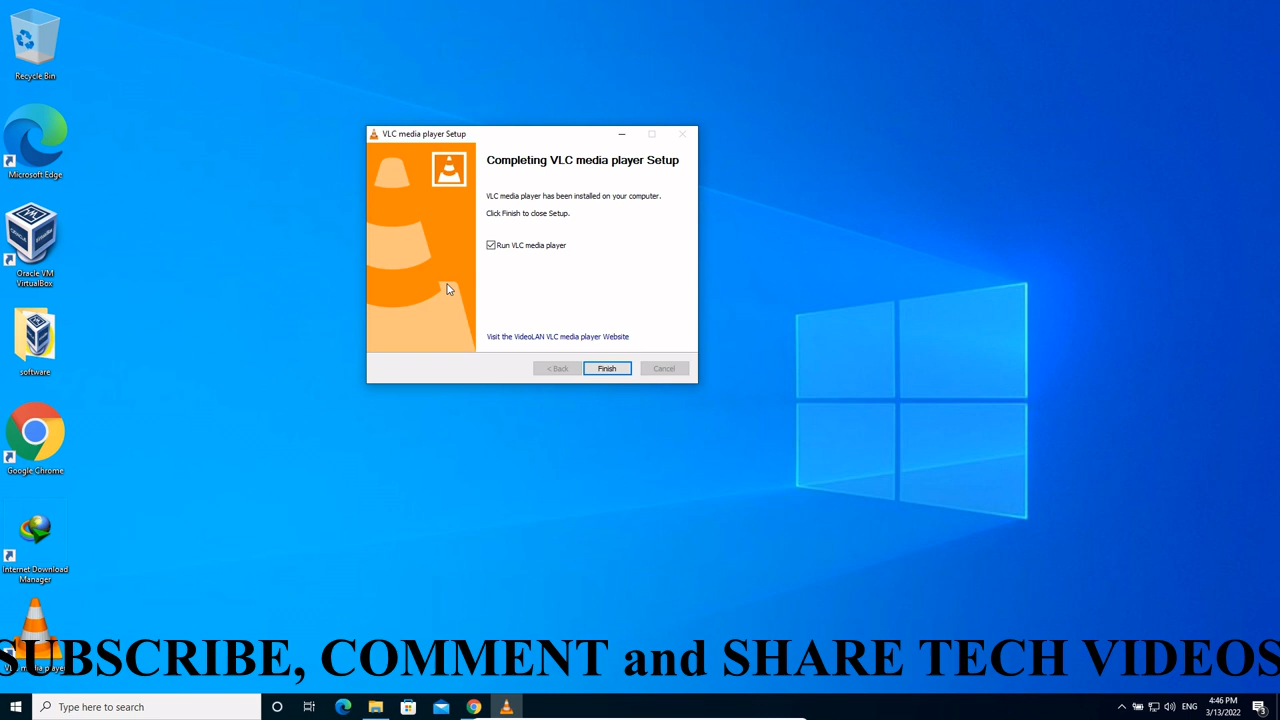 Recycle Bin
Microsoft Edge
Oracle VM
VirtualBox
software
Google Chrome
Internet Download
Manager
VLC media player Setup
Completing VLC media player Setup
VLC media player has been installed on your computer.
Click Finish to close Setup.
Run VLC media player
Visit the VideoLAN VLC media player Website
< Back
Finish
Cancel
SUBSCRIBE, COMMENT and SHARE TECH VIDEOS
Type here to search
ENG
4:46 PM
3/13/2022